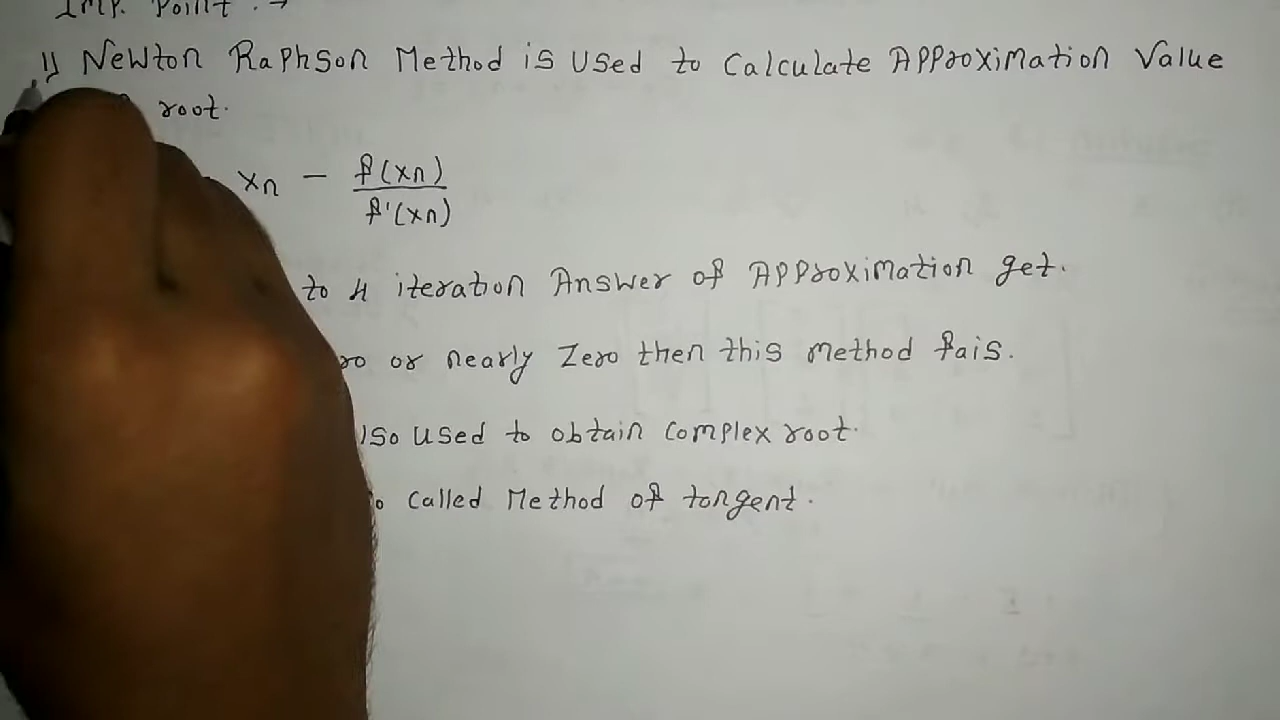 Imp. Point : →
1) Newton Raphson Method is used to Calculate Approximation Value
root.
xn - f(xn)
f'(xn)
to 4 iteration Answer of Approximation get.
or nearly Zero then this method fais.
used to obtain Complex root.
Called Method of tangent.